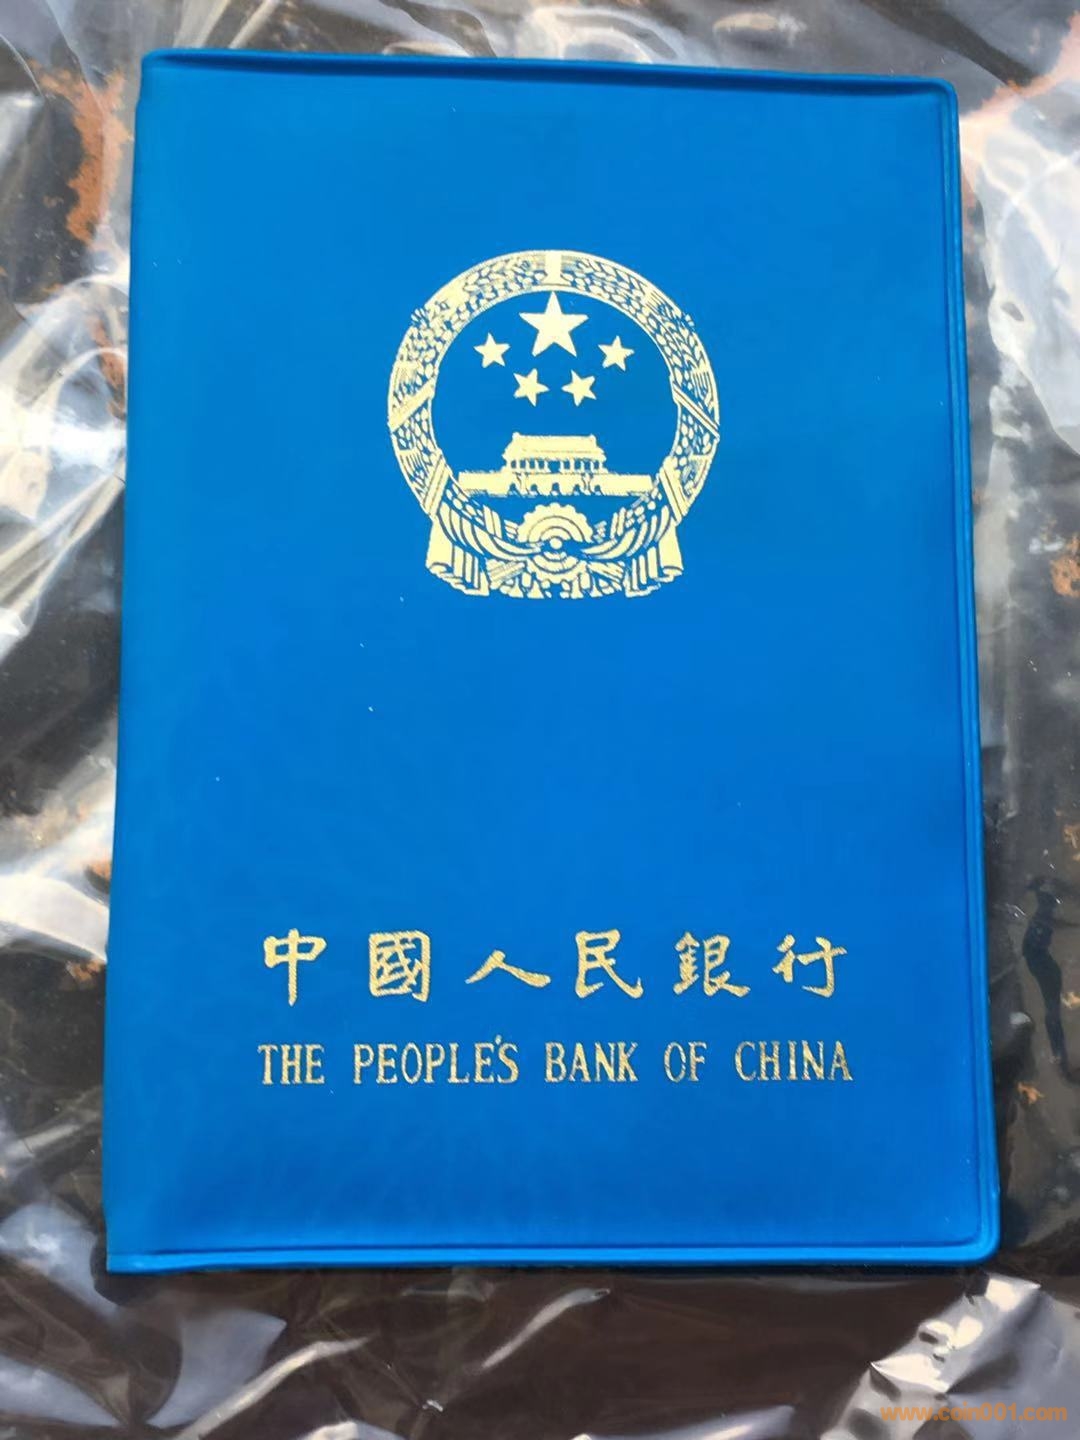 中國人民銀行
THE PEOPLE'S BANK OF CHINA
www.coin001.com